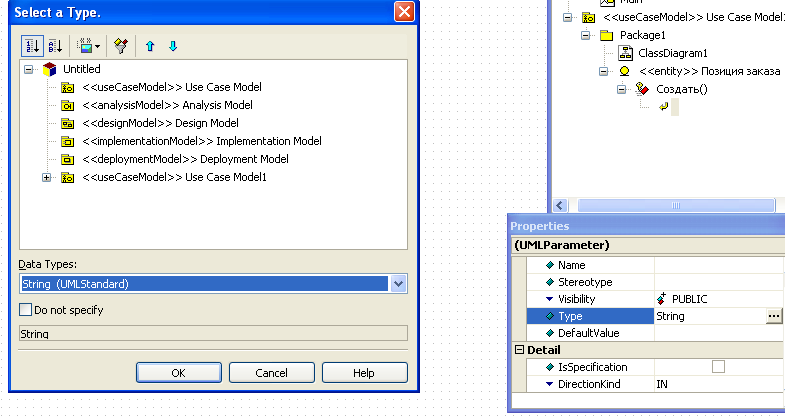 Select a Type.
Untitled
<<useCaseModel>> Use Case Model
<<analysisModel>> Analysis Model
<<designModel>> Design Model
<<implementationModel>> Implementation Model
<<deploymentModel>> Deployment Model
<<useCaseModel>> Use Case Model1
Data Types:
String (UMLStandard)
Do not specify
String
OK
Cancel
Help
Main
<<useCaseModel>> Use Case Model1
Package1
ClassDiagram1
<<entity>> Позиция заказа
Создать()
Properties
(UMLParameter)
Name
Stereotype
Visibility PUBLIC
Type String ...
DefaultValue
Detail
IsSpecification
DirectionKind IN